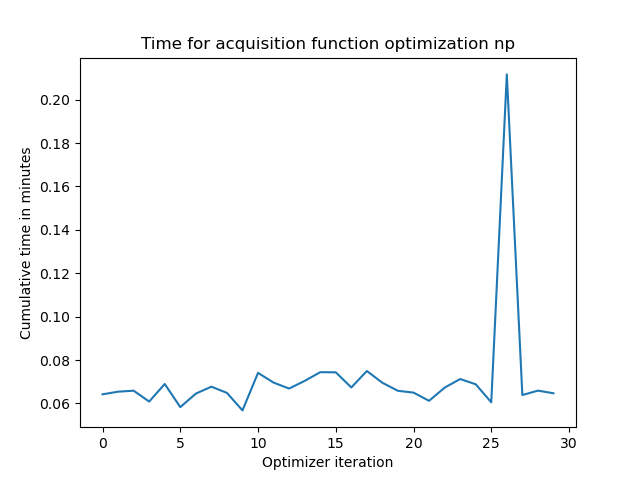 Time for acquisition function optimization np
Cumulative time in minutes
0.20
0.18
0.16
0.14
0.12
0.10
0.08
0.06
0 5 10 15 20 25 30
Optimizer iteration